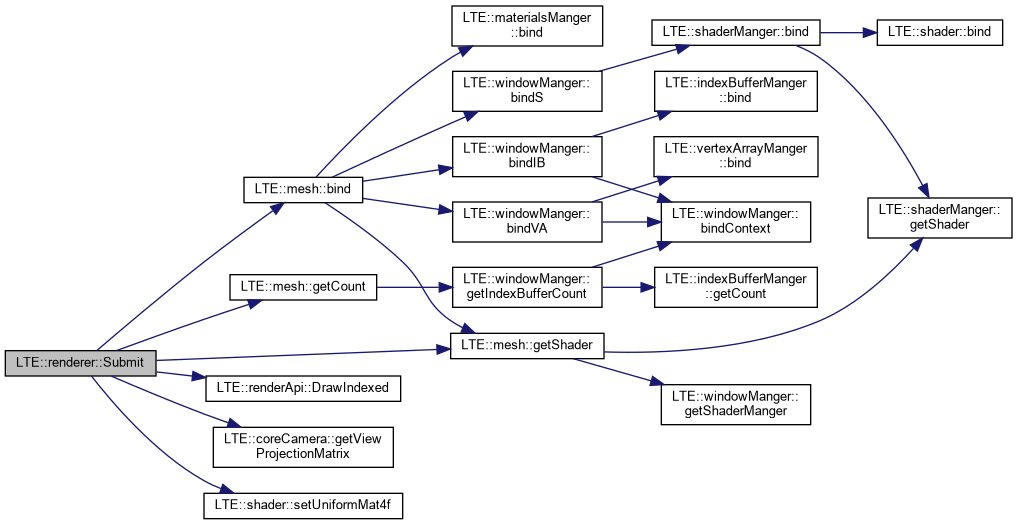 LTE::renderer::Submit
LTE::mesh::bind
LTE::mesh::getCount
LTE::renderApi::DrawIndexed
LTE::coreCamera::getView
ProjectionMatrix
LTE::shader::setUniformMat4f
LTE::materialsManger
::bind
LTE::windowManger::
bindS
LTE::windowManger::
bindIB
LTE::windowManger::
bindVA
LTE::windowManger::
getIndexBufferCount
LTE::mesh::getShader
LTE::shaderManger::bind
LTE::indexBufferManger
::bind
LTE::vertexArrayManger
::bind
LTE::windowManger::
bindContext
LTE::indexBufferManger
::getCount
LTE::windowManger::
getShaderManger
LTE::shader::bind
LTE::shaderManger::
getShader